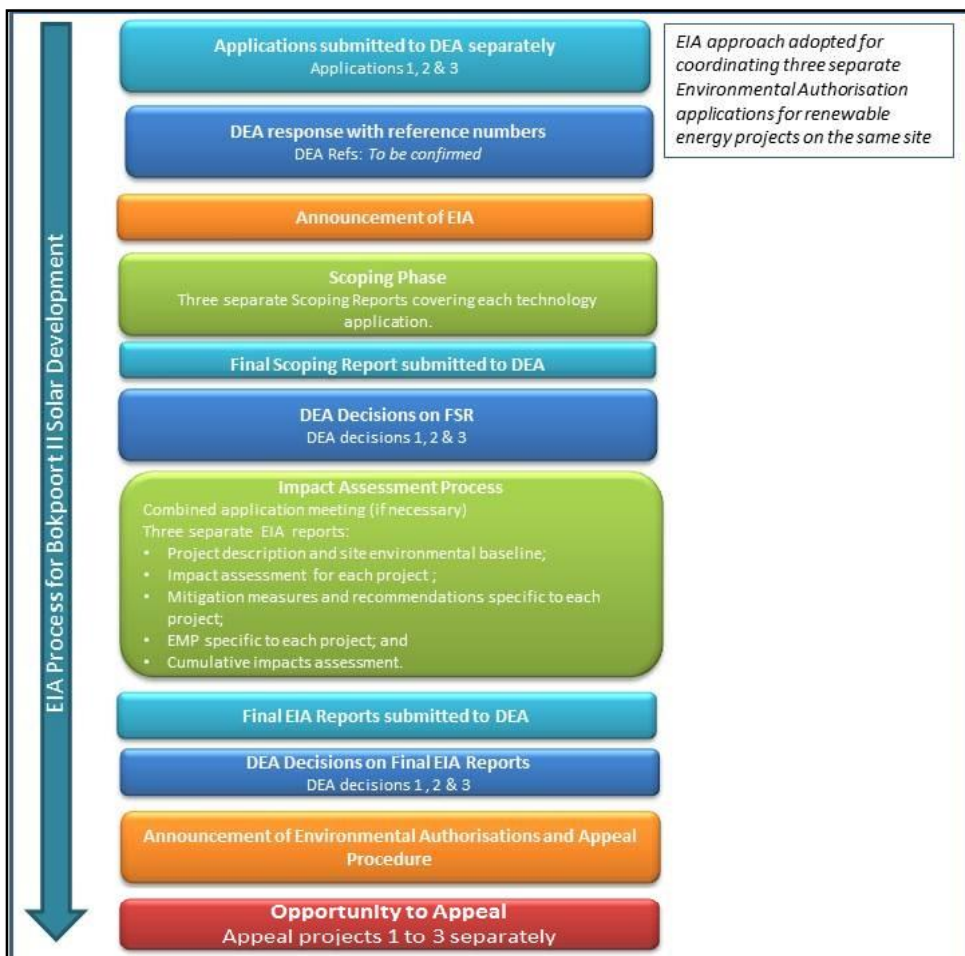 Applications submitted to DEA separately
Applications 1, 2 & 3
EIA approach adopted for
coordinating three separate
Environmental Authorisation
applications for renewable
energy projects on the same site
DEA response with reference numbers
DEA Refs: To be confirmed
Announcement of EIA
Scoping Phase
Three separate Scoping Reports covering each technology
application.
Final Scoping Report submitted to DEA
DEA Decisions on FSR
DEA decisions 1, 2 & 3
Impact Assessment Process
Combined application meeting (if necessary)
Three separate EIA reports:
• Project description and site environmental baseline;
• Impact assessment for each project ;
• Mitigation measures and recommendations specific to each
project;
• EMP specific to each project; and
• Cumulative impacts assessment.
Final EIA Reports submitted to DEA
DEA Decisions on Final EIA Reports
DEA decisions 1, 2 & 3
Announcement of Environmental Authorisations and Appeal
Procedure
Opportunity to Appeal
Appeal projects 1 to 3 separately
EIA Process for Bokpoort II Solar Development